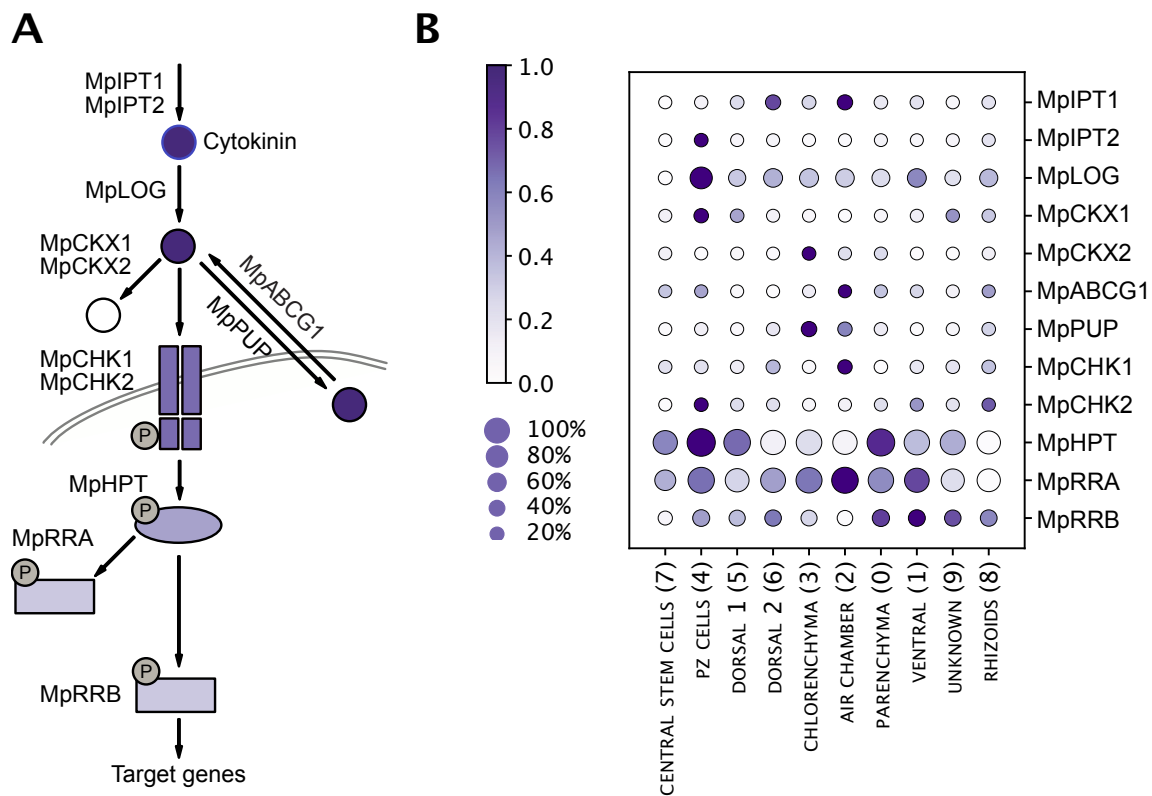 A
MpIPT1
MpIPT2
Cytokinin
MpLOG
MpCKX1
MpCKX2
MpABCG1
MpPUP
MpCHK1
MpCHK2
P
MpHPT
P
MpRRA
P
P
MpRRB
Target genes
B
1.0
0.8
0.6
0.4
0.2
0.0
100%
80%
60%
40%
20%
MpIPT1
MpIPT2
MpLOG
MpCKX1
MpCKX2
MpABCG1
MpPUP
MpCHK1
MpCHK2
MpHPT
MpRRA
MpRRB
CENTRAL STEM CELLS (7)
PZ CELLS (4)
DORSAL 1 (5)
DORSAL 2 (6)
CHLORENCHYMA (3)
AIR CHAMBER (2)
PARENCHYMA (0)
VENTRAL (1)
UNKNOWN (9)
RHIZOIDS (8)